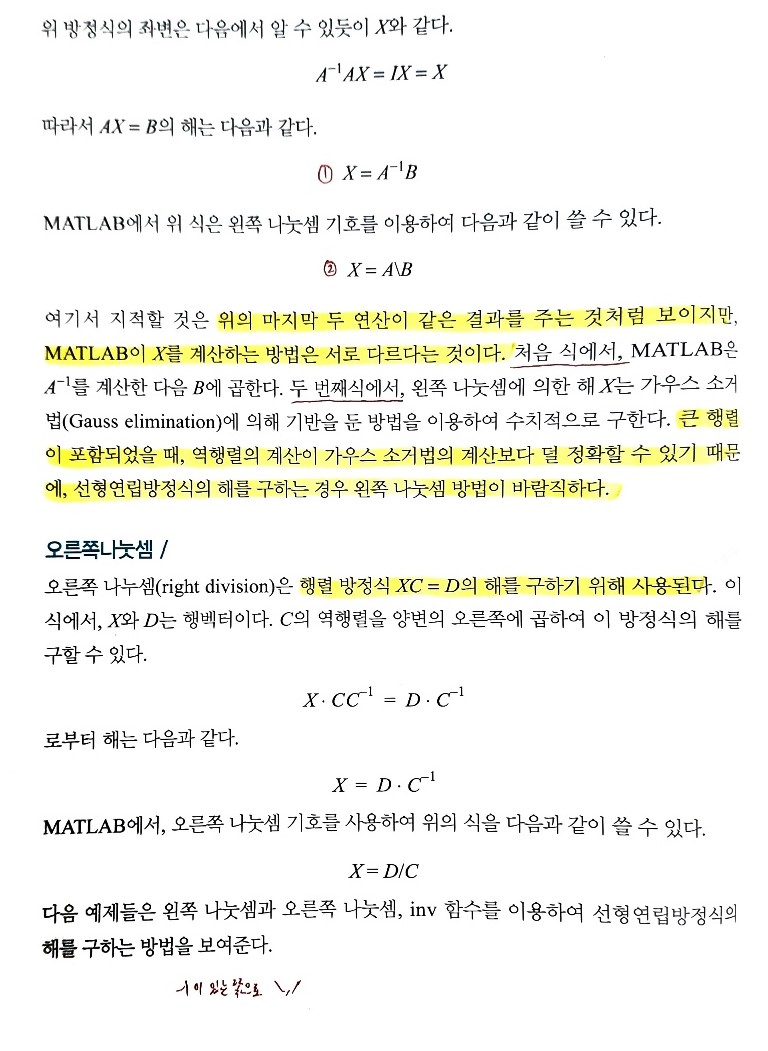 위 방정식의 좌변은 다음에서 알 수 있듯이 X와 같다.
A⁻¹AX = IX = X
따라서 AX = B의 해는 다음과 같다.
① X = A⁻¹B
MATLAB에서 위 식은 왼쪽 나눗셈 기호를 이용하여 다음과 같이 쓸 수 있다.
② X = A\B
여기서 지적할 것은 위의 마지막 두 연산이 같은 결과를 주는 것처럼 보이지만,
MATLAB이 X를 계산하는 방법은 서로 다르다는 것이다. 처음 식에서, MATLAB은
A⁻¹를 계산한 다음 B에 곱한다. 두 번째식에서, 왼쪽 나눗셈에 의한 해 X는 가우스 소거
법(Gauss elimination)에 의해 기반을 둔 방법을 이용하여 수치적으로 구한다. 큰 행렬
이 포함되었을 때, 역행렬의 계산이 가우스 소거법의 계산보다 덜 정확할 수 있기 때문
에, 선형연립방정식의 해를 구하는 경우 왼쪽 나눗셈 방법이 바람직하다.
오른쪽나눗셈 /
오른쪽 나누셈(right division)은 행렬 방정식 XC = D의 해를 구하기 위해 사용된다. 이
식에서, X와 D는 행벡터이다. C의 역행렬을 양변의 오른쪽에 곱하여 이 방정식의 해를
구할 수 있다.
X · CC⁻¹ = D · C⁻¹
로부터 해는 다음과 같다.
X = D · C⁻¹
MATLAB에서, 오른쪽 나눗셈 기호를 사용하여 위의 식을 다음과 같이 쓸 수 있다.
X = D/C
다음 예제들은 왼쪽 나눗셈과 오른쪽 나눗셈, inv 함수를 이용하여 선형연립방정식의
해를 구하는 방법을 보여준다.
있는 쪽으로 \, /